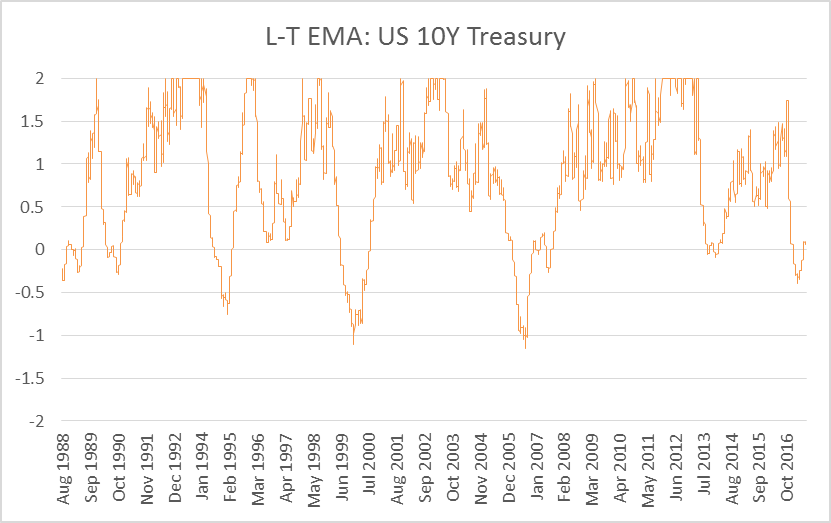 L-T EMA: US 10Y Treasury
2
1.5
1
0.5
0
-0.5
-1
-1.5
-2
Aug 1988
Sep 1989
Oct 1990
Nov 1991
Dec 1992
Jan 1994
Feb 1995
Mar 1996
Apr 1997
May 1998
Jun 1999
Jul 2000
Aug 2001
Sep 2002
Oct 2003
Nov 2004
Dec 2005
Jan 2007
Feb 2008
Mar 2009
Apr 2010
May 2011
Jun 2012
Jul 2013
Aug 2014
Sep 2015
Oct 2016